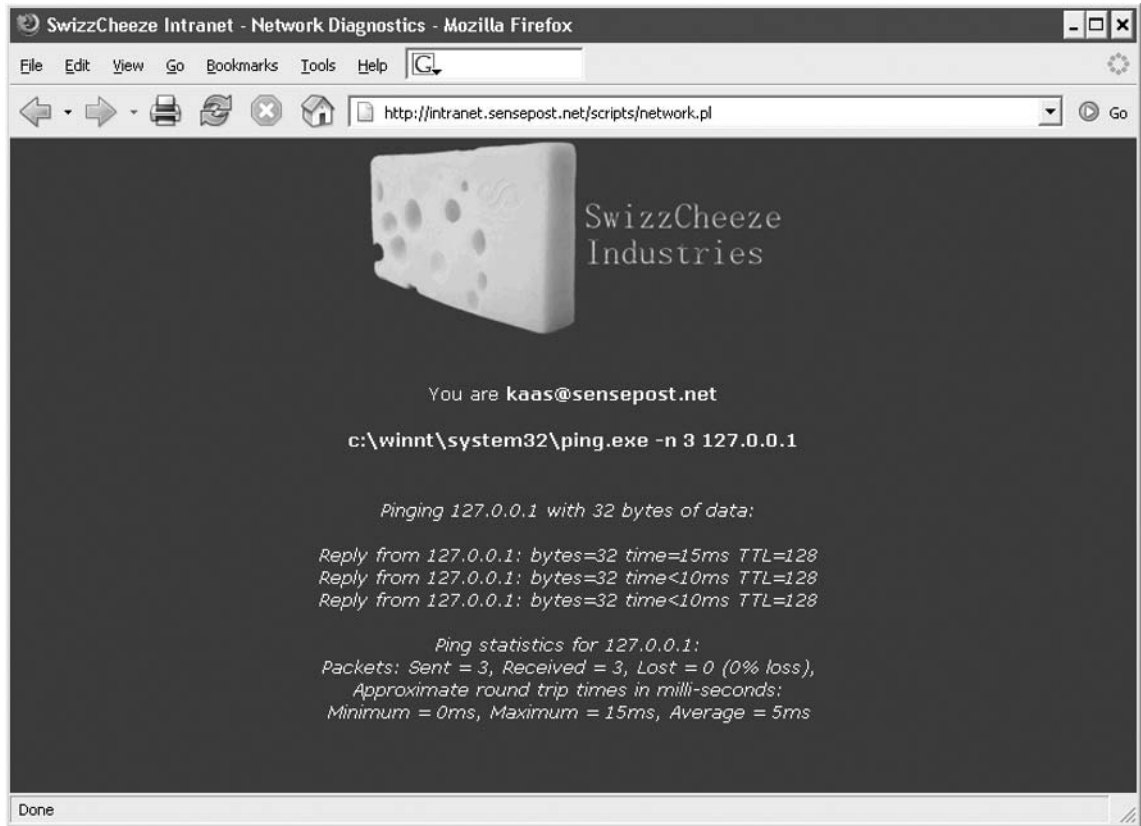 SwizzCheeze Intranet - Network Diagnostics - Mozilla Firefox
File Edit View Go Bookmarks Tools Help G
http://intranet.sensepost.net/scripts/network.pl Go
SwizzCheeze
Industries
You are kaas@sensepost.net
c:\winnt\system32\ping.exe -n 3 127.0.0.1
Pinging 127.0.0.1 with 32 bytes of data:
Reply from 127.0.0.1: bytes=32 time=15ms TTL=128
Reply from 127.0.0.1: bytes=32 time<10ms TTL=128
Reply from 127.0.0.1: bytes=32 time<10ms TTL=128
Ping statistics for 127.0.0.1:
Packets: Sent = 3, Received = 3, Lost = 0 (0% loss),
Approximate round trip times in milli-seconds:
Minimum = 0ms, Maximum = 15ms, Average = 5ms
Done